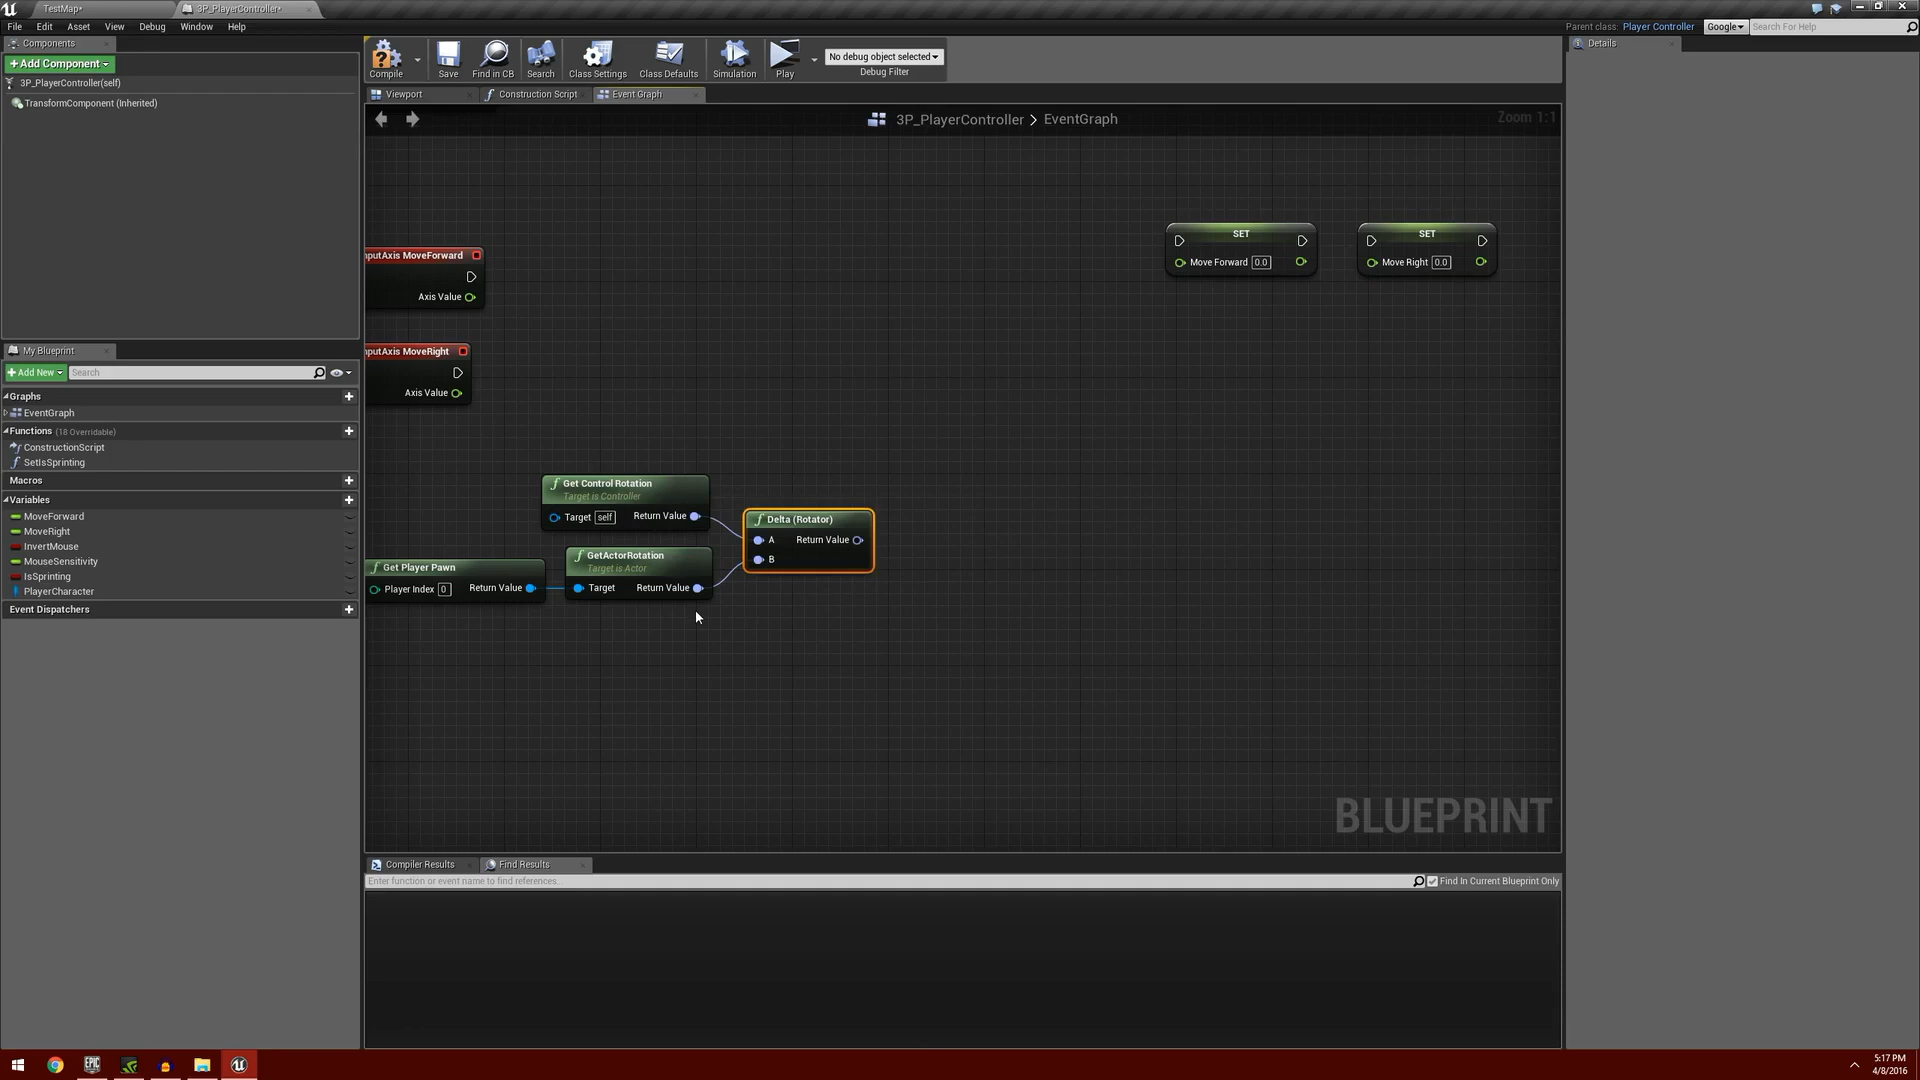 TestMap*
3P_PlayerController*
File Edit Asset View Debug Window Help
Parent class: Player Controller
Google
Search For Help
Components
+Add Component
3P_PlayerController(self)
TransformComponent (Inherited)
Compile
Save
Find in CB
Search
Class Settings
Class Defaults
Simulation
Play
No debug object selected
Debug Filter
Details
Viewport
Construction Script
Event Graph
3P_PlayerController > EventGraph
Zoom 1:1
nputAxis MoveForward
Axis Value
nputAxis MoveRight
Axis Value
SET
Move Forward 0.0
SET
Move Right 0.0
Get Control Rotation
Target is Controller
Target self Return Value
Get Player Pawn
Player Index 0 Return Value
GetActorRotation
Target is Actor
Target Return Value
Delta (Rotator)
A Return Value
B
BLUEPRINT
My Blueprint
+Add New
Search
Graphs
EventGraph
Functions (18 Overridable)
ConstructionScript
SetIsSprinting
Macros
Variables
MoveForward
MoveRight
InvertMouse
MouseSensitivity
IsSprinting
PlayerCharacter
Event Dispatchers
Compiler Results
Find Results
Enter function or event name to find references...
Find In Current Blueprint Only
EPIC
5:17 PM
4/8/2016